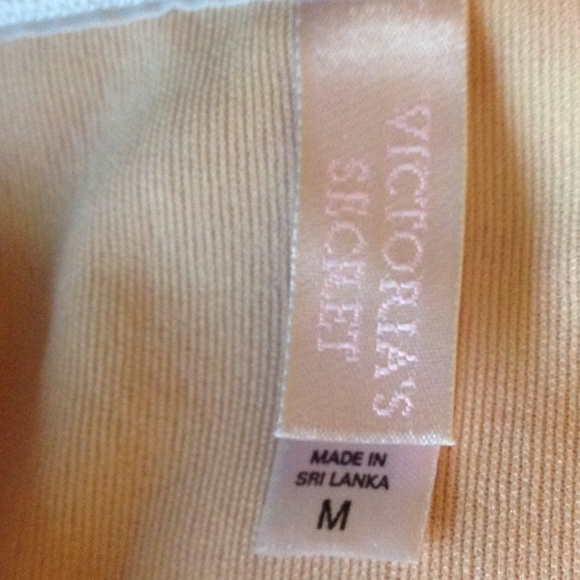 VICTORIA'S
SECRET
MADE IN
SRI LANKA
M